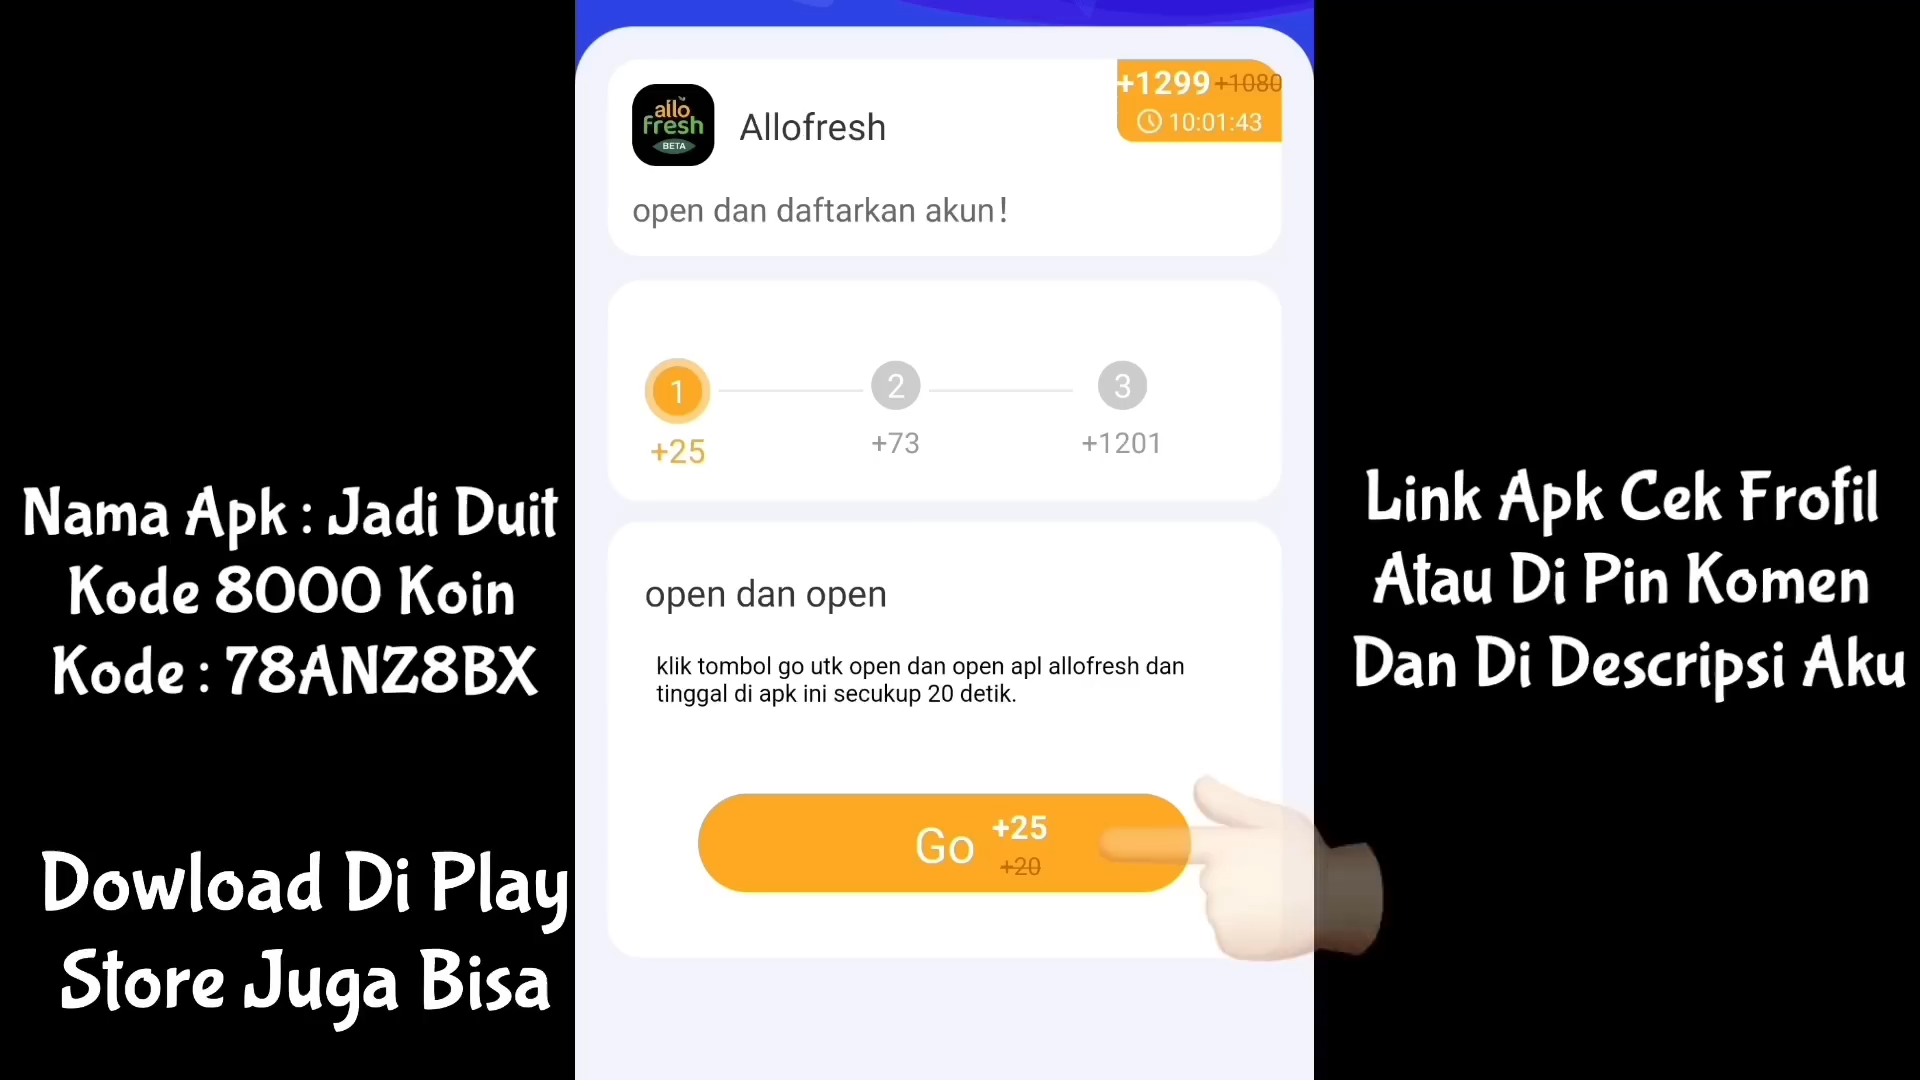 allo
fresh
BETA
Allofresh
+1299 +1080
10:01:43
open dan daftarkan akun!
1
2
3
+25
+73
+1201
open dan open
klik tombol go utk open dan open apl allofresh dan
tinggal di apk ini secukup 20 detik.
Go +25
+20
Nama Apk : Jadi Duit
Kode 8000 Koin
Kode : 78ANZ8BX
Dowload Di Play
Store Juga Bisa
Link Apk Cek Frofil
Atau Di Pin Komen
Dan Di Descripsi Aku